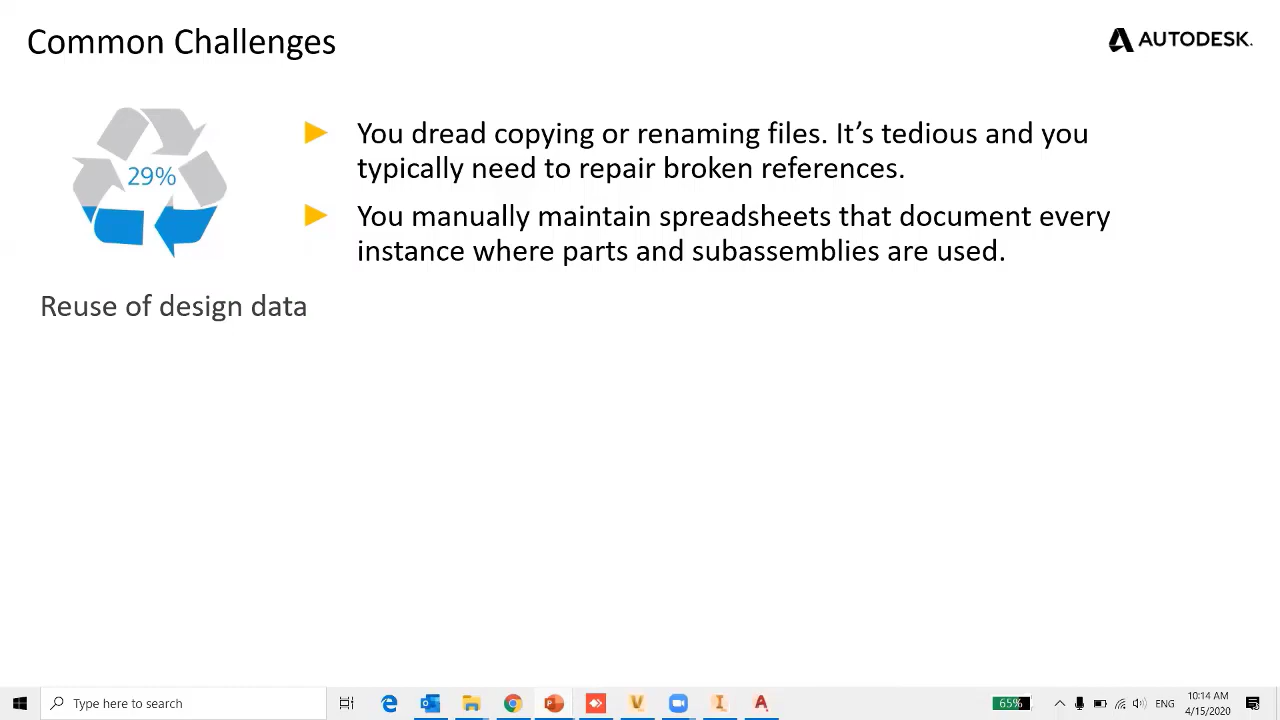 Common Challenges
AUTODESK.
29%
You dread copying or renaming files. It’s tedious and you
typically need to repair broken references.
You manually maintain spreadsheets that document every
instance where parts and subassemblies are used.
Reuse of design data
Type here to search
65%
ENG
10:14 AM
4/15/2020